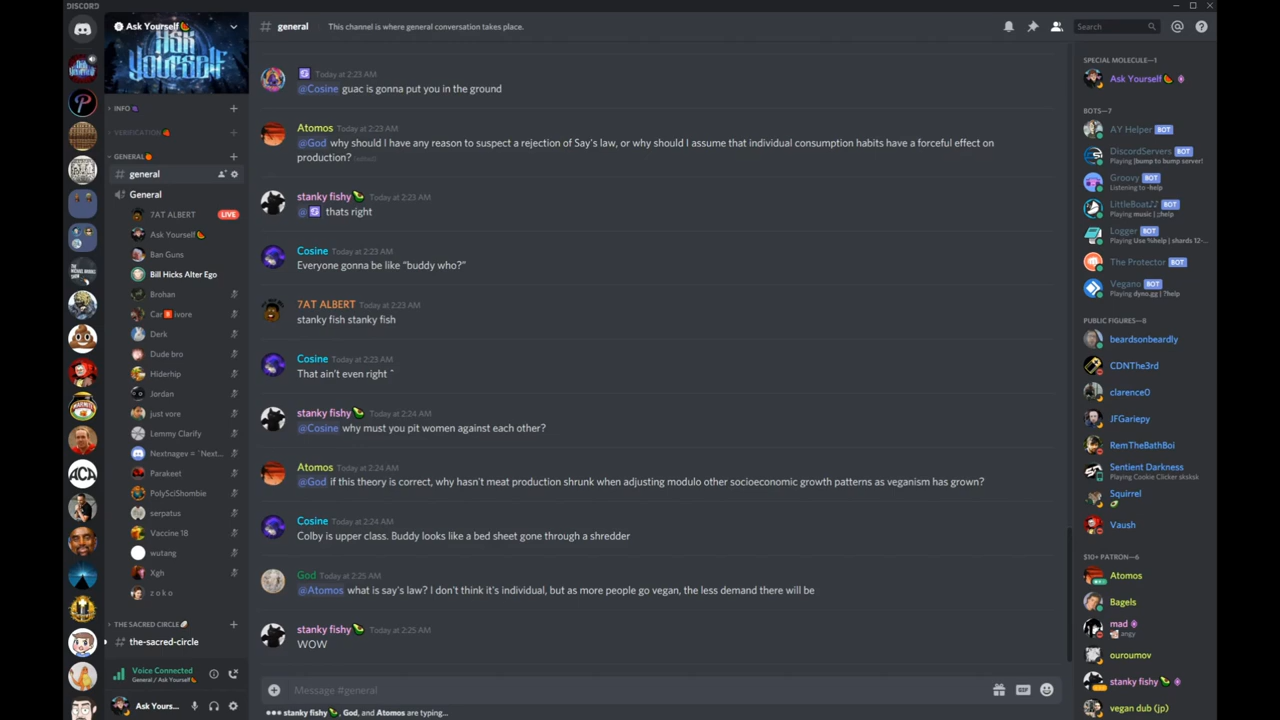 DISCORD
Ask Yourself
ASK
YOURSELF
INFO
VERIFICATION
GENERAL
# general
General
7AT ALBERT LIVE
Ask Yourself
Ban Guns
Bill Hicks Alter Ego
Brohan
Car ivore
Derk
Dude bro
Hiderhip
Jordan
just vore
Lemmy Clarify
Nextnagev = `Next...
Parakeet
PolySciShombie
serpatus
Vaccine 18
wutang
Xgh
z o k o
THE SACRED CIRCLE
# the-sacred-circle
Voice Connected
General / Ask Yourself
Ask Yours...
ACA
# general This channel is where general conversation takes place.
Search
Today at 2:23 AM
@Cosine guac is gonna put you in the ground
Atomos Today at 2:23 AM
@God why should I have any reason to suspect a rejection of Say's law, or why should I assume that individual consumption habits have a forceful effect on
production? (edited)
stanky fishy Today at 2:23 AM
@ thats right
Cosine Today at 2:23 AM
Everyone gonna be like “buddy who?”
7AT ALBERT Today at 2:23 AM
stanky fish stanky fish
Cosine Today at 2:23 AM
That ain’t even right ˆ
stanky fishy Today at 2:24 AM
@Cosine why must you pit women against each other?
Atomos Today at 2:24 AM
@God if this theory is correct, why hasn't meat production shrunk when adjusting modulo other socioeconomic growth patterns as veganism has grown?
Cosine Today at 2:24 AM
Colby is upper class. Buddy looks like a bed sheet gone through a shredder
God Today at 2:25 AM
@Atomos what is say's law? I don't think it's individual, but as more people go vegan, the less demand there will be
stanky fishy Today at 2:25 AM
WOW
Message #general
GIF
stanky fishy, God, and Atomos are typing...
SPECIAL MOLECULE—1
Ask Yourself
BOTS—7
AY Helper BOT
DiscordServers BOT
Playing |bump to bump server!
Groovy BOT
Listening to -help
LittleBoat♪♪ BOT
Playing music | ;;help
Logger BOT
Playing Use %help | shards 12-...
The Protector BOT
Vegano BOT
Playing dyno.gg | ?help
PUBLIC FIGURES—8
beardsonbeardly
CDNThe3rd
clarence0
JFGariepy
RemTheBathBoi
Sentient Darkness
Playing Cookie Clicker sksksk
Squirrel
Vaush
$10+ PATRON—6
Atomos
Bagels
mad
angy
ouroumov
stanky fishy
vegan dub (jp)